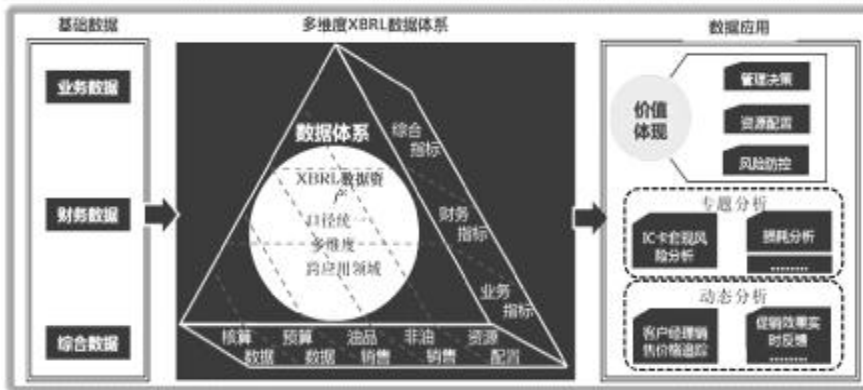 基础数据
多维度XBRL数据体系
数据应用
业务数据
财务数据
综合数据
数据体系
XBRL数据资
产
口径统
多维度
跨应用领域
综合
指标
财务
指标
业务
指标
核算
数据
预算
数据
油品
销售
非油
销售
资源
配置
价值
体现
管理决策
资源配置
风险防控
专题分析
IC卡套现风
险分析
损耗分析
........
动态分析
客户经理销
售价格追踪
促销效果实
时反馈
........